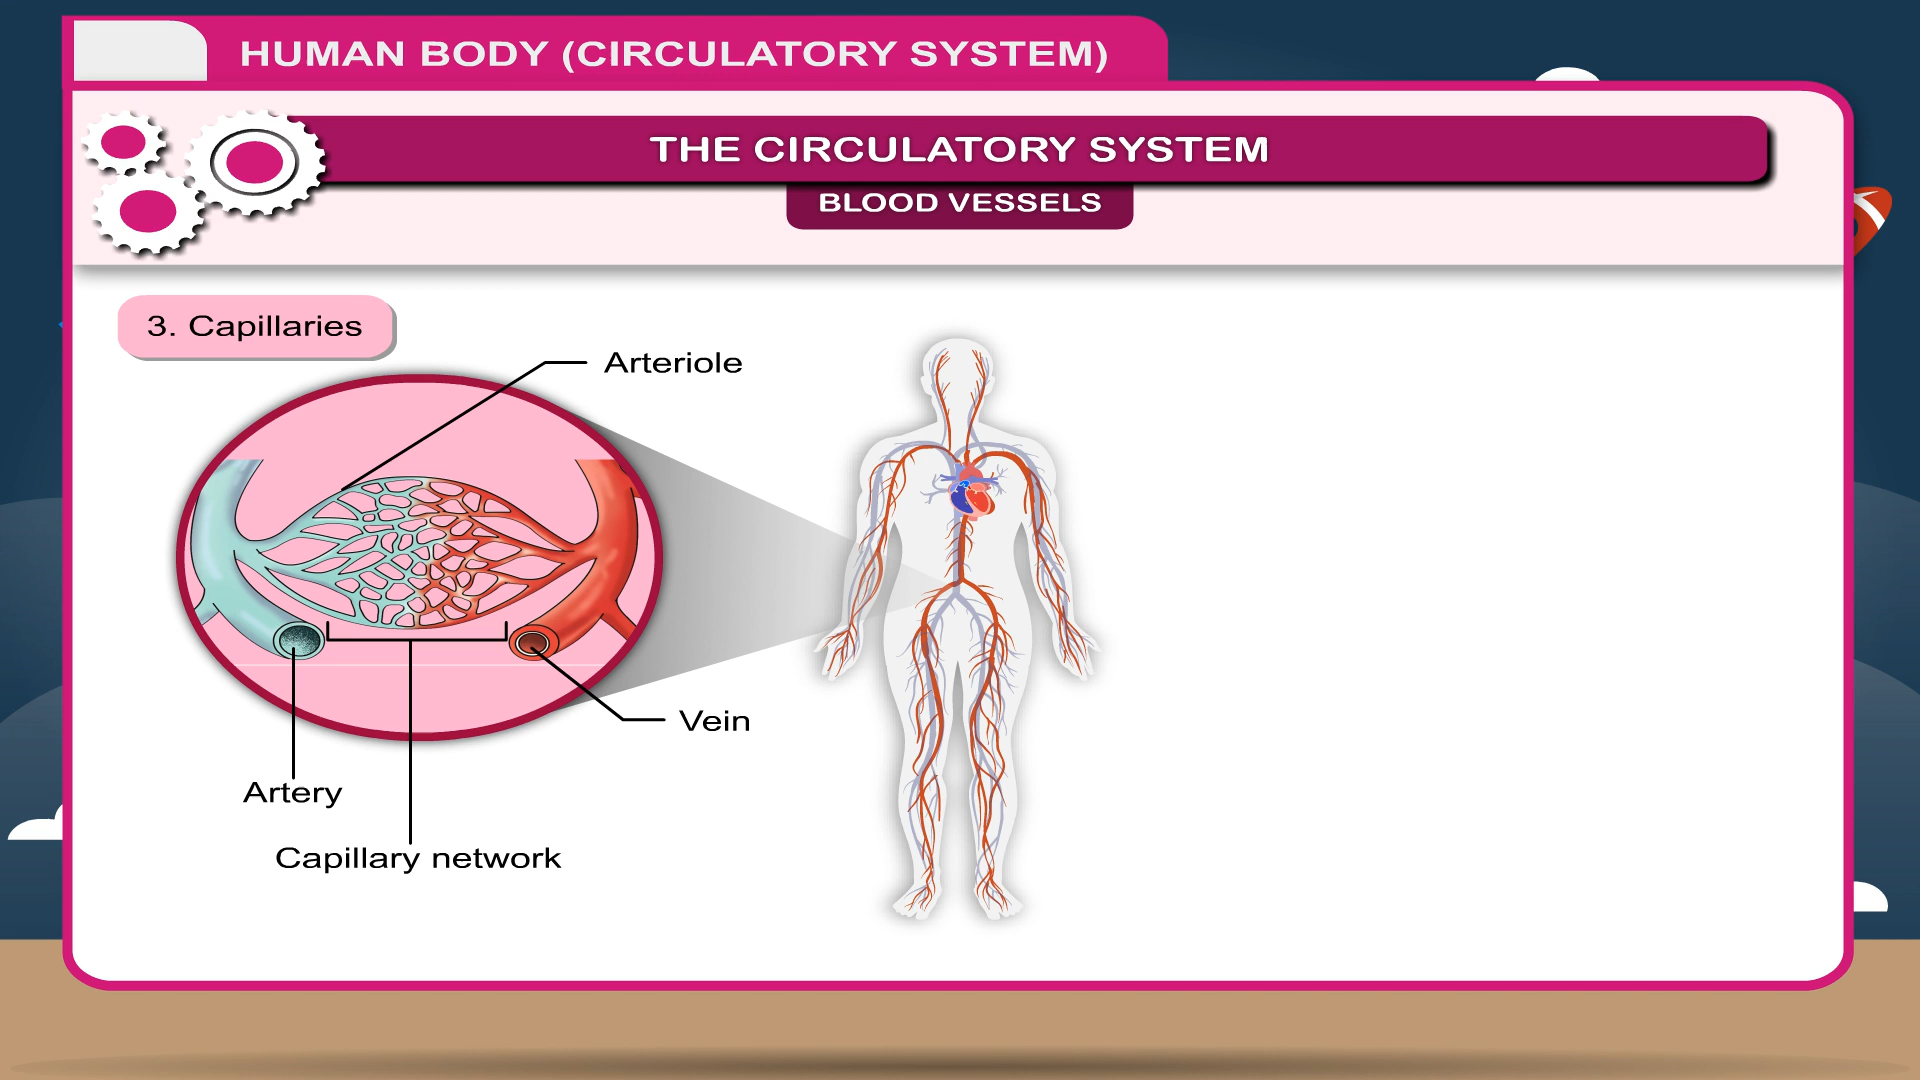 HUMAN BODY (CIRCULATORY SYSTEM)
THE CIRCULATORY SYSTEM
BLOOD VESSELS
3. Capillaries
Arteriole
Vein
Artery
Capillary network